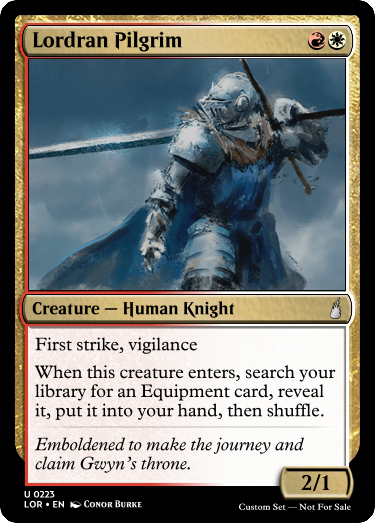 Lordran Pilgrim
Creature — Human Knight
First strike, vigilance
When this creature enters, search your
library for an Equipment card, reveal
it, put it into your hand, then shuffle.
Emboldened to make the journey and
claim Gwyn's throne.
2/1
U 0223
LOR • EN Conor Burke
Custom Set — Not For Sale